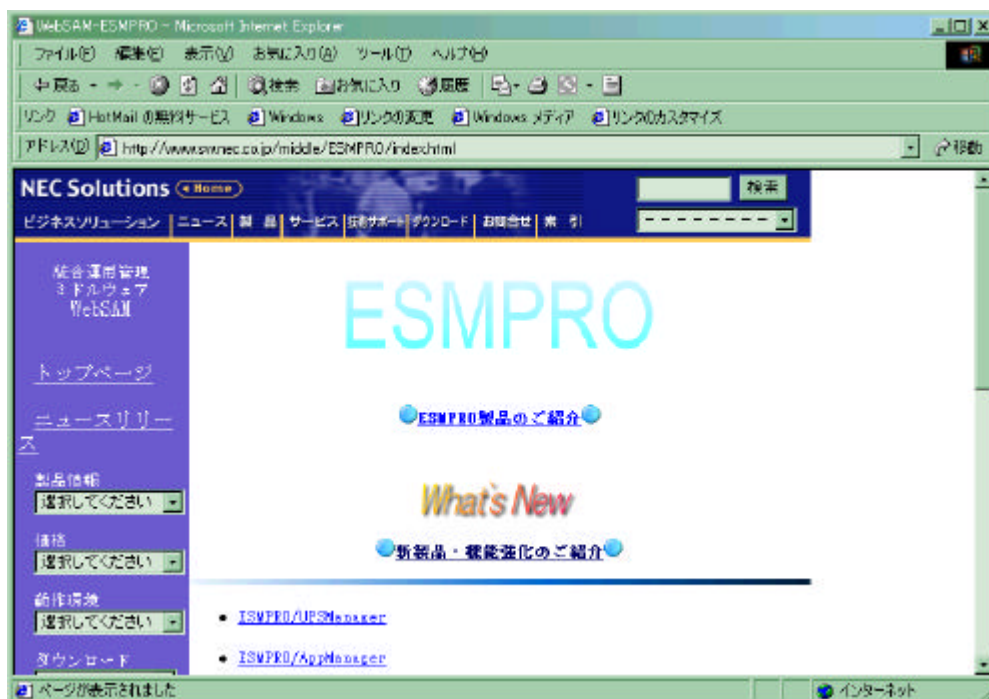 WebSAM-ESMPRO - Microsoft Internet Explorer
ファイル(F) 編集(E) 表示(V) お気に入り(A) ツール(T) ヘルプ(H)
戻る 検索 お気に入り 履歴
リンク HotMail の無料サービス Windows リンクの変更 Windows メディア リンクのカスタマイズ
アドレス(D) http://www.sw.nec.co.jp/middle/ESMPRO/index.html 移動
NEC Solutions Home 検索
ビジネスソリューション ニュース 製 品 サービス 技術サポート ダウンロード お問合せ 索 引 --------
統合運用管理
ミドルウェア
WebSAM
ESMPRO
トップページ
ESMPRO製品のご紹介
ニュースリリー
ス
製品情報
選択してください
What's New
新製品・機能強化のご紹介
価格
選択してください
動作環境
選択してください
ESMPRO/UPSManager
ダウンロード
ESMPRO/AppManager
ページが表示されました インターネット